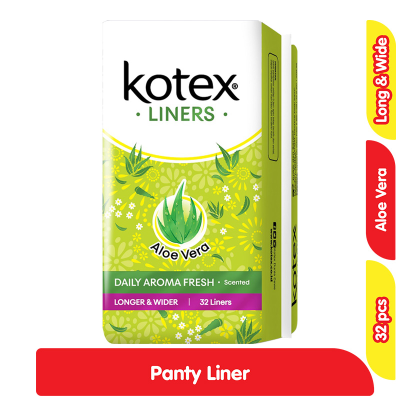 kotex®
• LINERS •
Aloe Vera
DAILY AROMA FRESH • Scented
LONGER & WIDER | 32 Liners
kotex
Long & Wide
Aloe Vera
32 pcs
Panty Liner